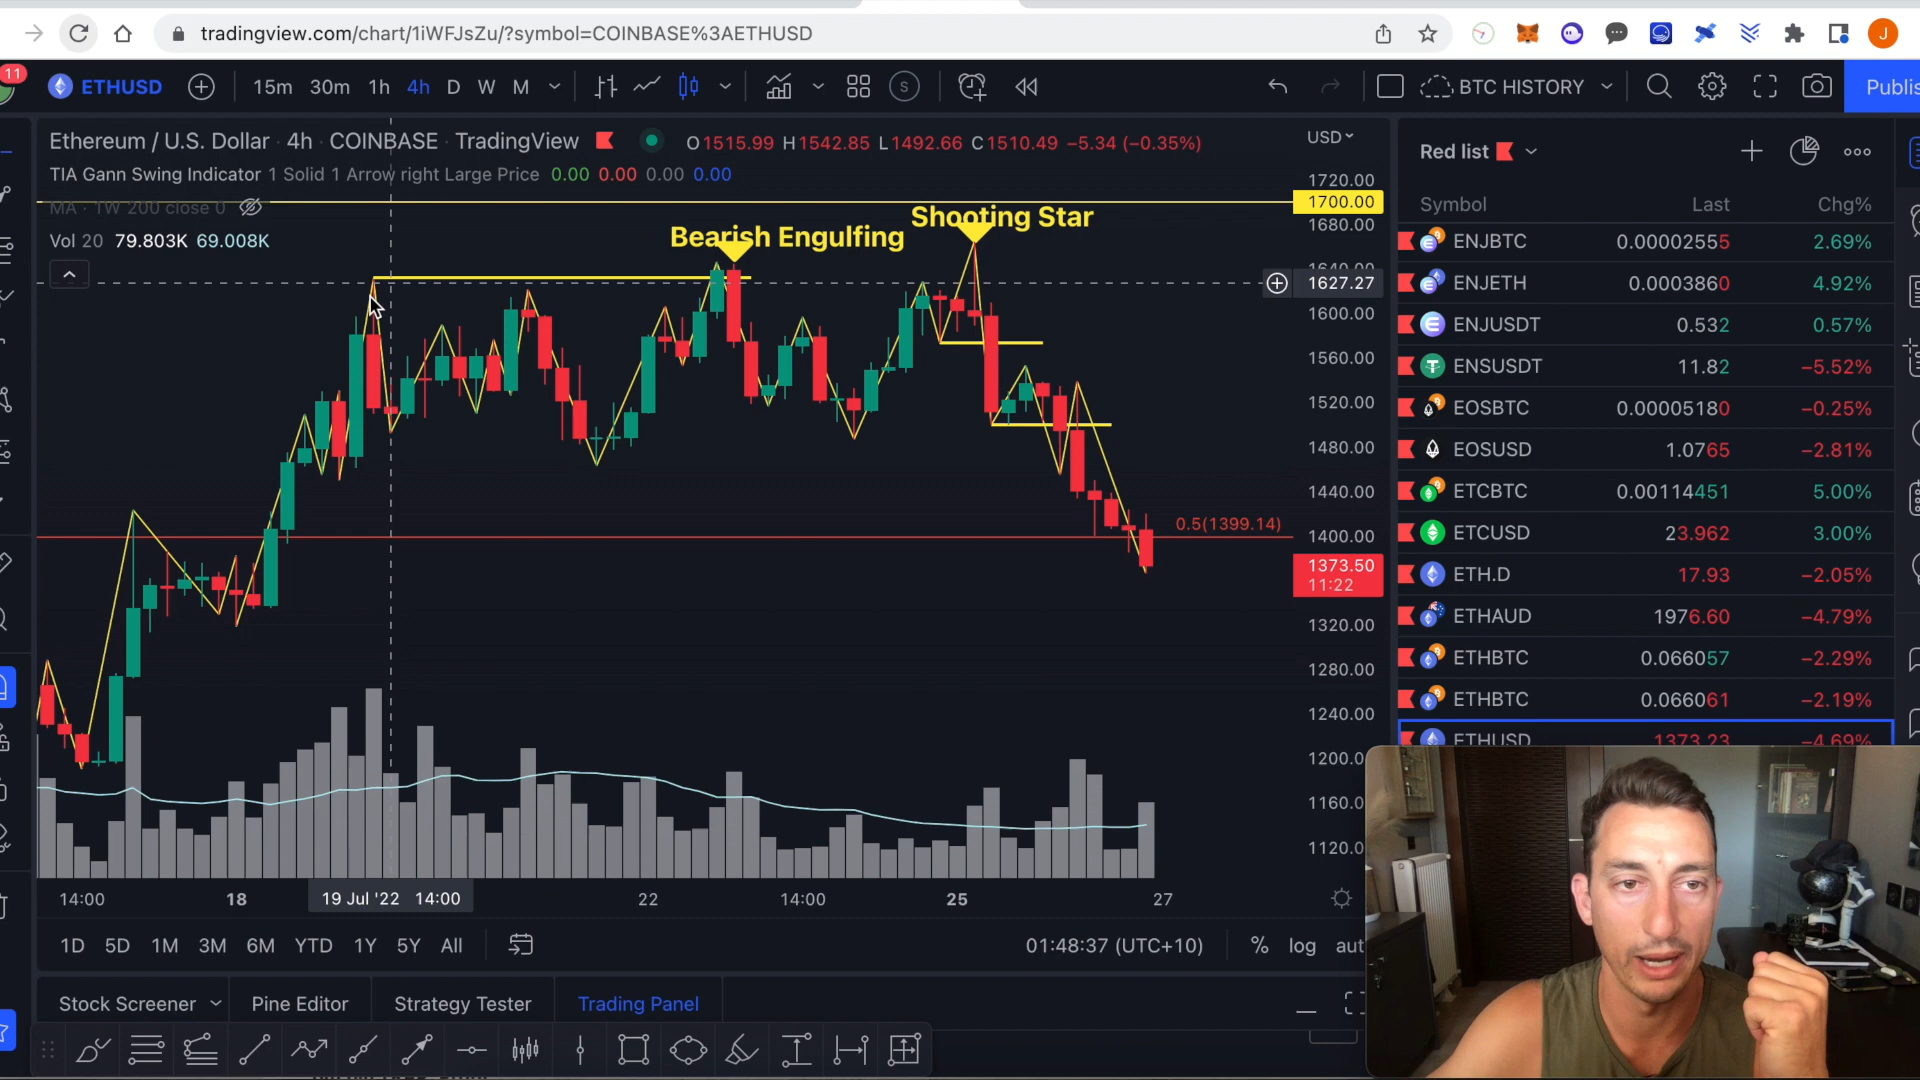 tradingview.com/chart/1iWFJsZu/?symbol=COINBASE%3AETHUSD
J
11
ETHUSD
15m 30m 1h 4h D W M
S
BTC HISTORY
Publis
Ethereum / U.S. Dollar · 4h · COINBASE · TradingView
O1515.99 H1542.85 L1492.66 C1510.49 −5.34 (−0.35%)
USD
TIA Gann Swing Indicator 1 Solid 1 Arrow right Large Price 0.00 0.00 0.00 0.00
MA · 1W 200 close 0
Vol 20 79.803K 69.008K
Bearish Engulfing
Shooting Star
0.5(1399.14)
1720.00
1700.00
1680.00
1640.00
1627.27
1600.00
1560.00
1520.00
1480.00
1440.00
1400.00
1373.50
11:22
1320.00
1280.00
1240.00
1200.0
1160.0
1120.0
14:00 18 19 Jul '22 14:00 22 14:00 25 27
1D 5D 1M 3M 6M YTD 1Y 5Y All
01:48:37 (UTC+10) % log aut
Stock Screener Pine Editor Strategy Tester Trading Panel
Red list
Symbol Last Chg%
ENJBTC 0.00002555 2.69%
ENJETH 0.0003860 4.92%
ENJUSDT 0.532 0.57%
ENSUSDT 11.82 −5.52%
EOSBTC 0.00005180 −0.25%
EOSUSD 1.0765 −2.81%
ETCBTC 0.00114451 5.00%
ETCUSD 23.962 3.00%
ETH.D 17.93 −2.05%
ETHAUD 1976.60 −4.79%
ETHBTC 0.066057 −2.29%
ETHBTC 0.066061 −2.19%
ETHUSD 1373.23 −4.69%